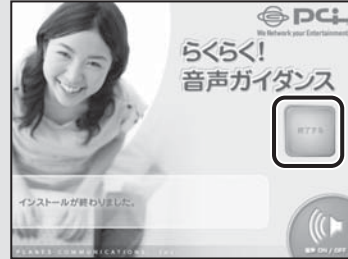 PCi
We Network your Entertainment
らくらく!
音声ガイダンス
終了する
インストールが終わりました。
PLANEX COMMUNICATIONS, Inc.
音声 ON / OFF